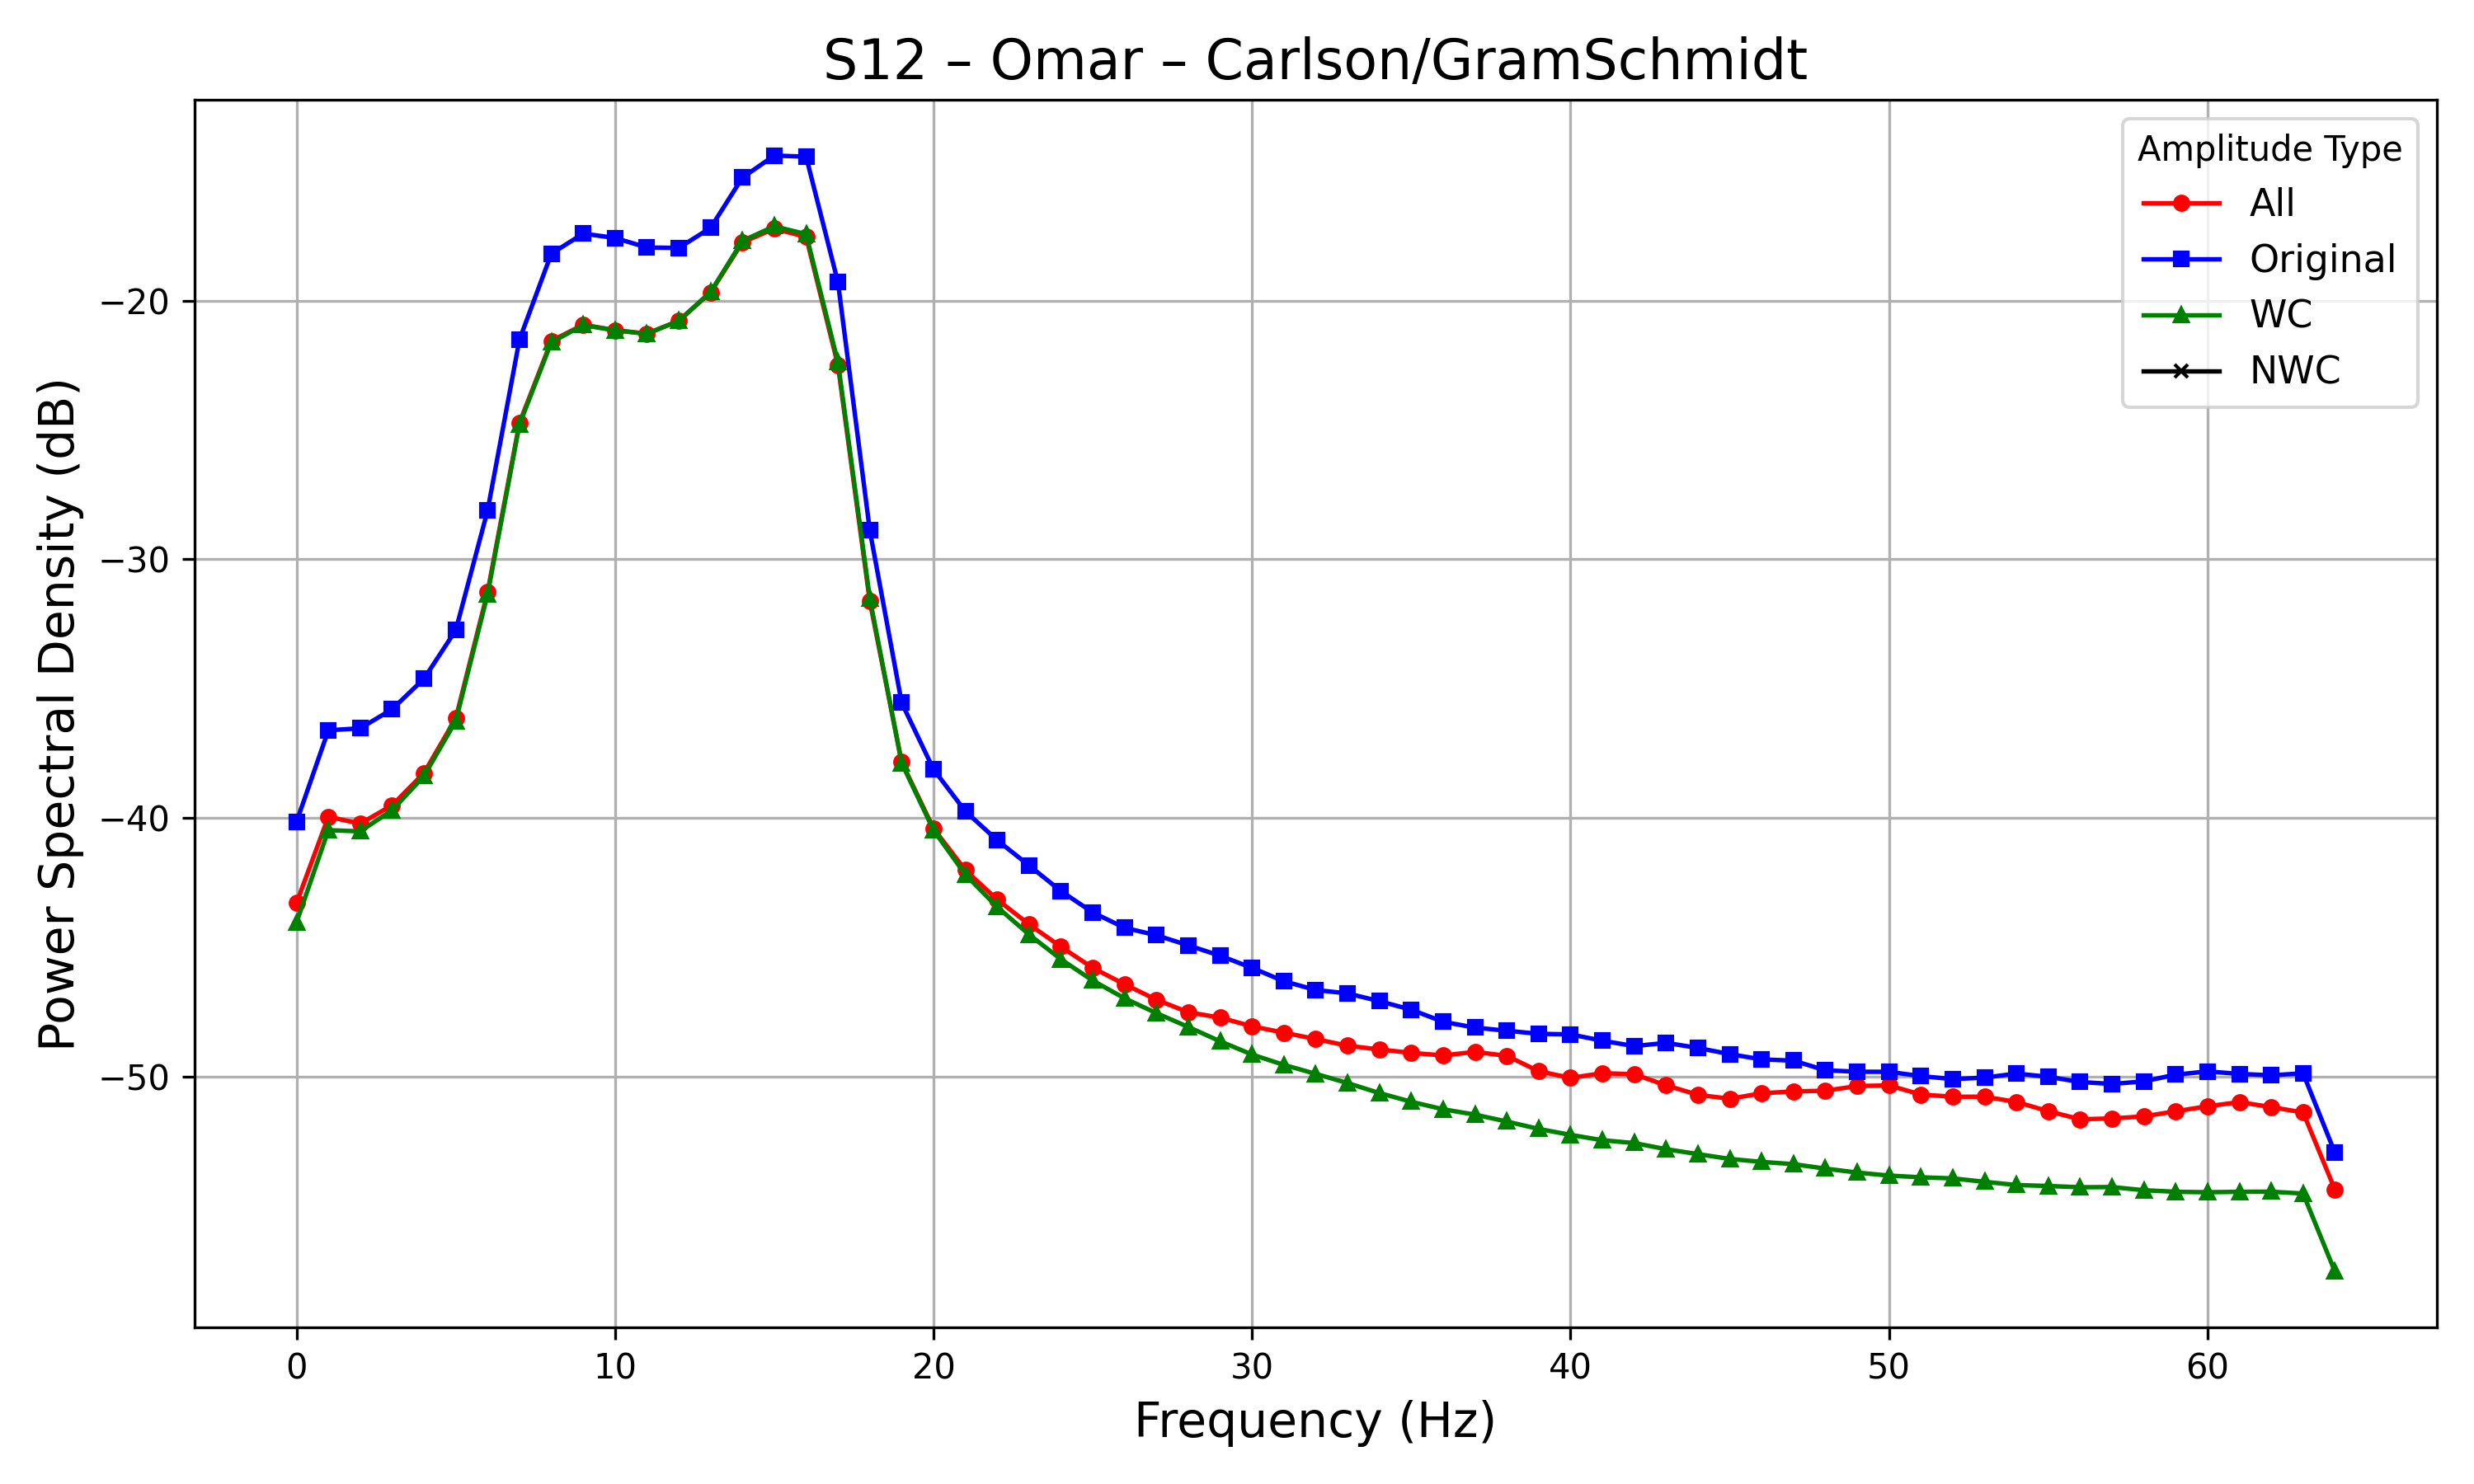 S12 – Omar – Carlson/GramSchmidt
Amplitude Type
All
Original
WC
NWC
Power Spectral Density (dB)
−20
−30
−40
−50
0 10 20 30 40 50 60
Frequency (Hz)